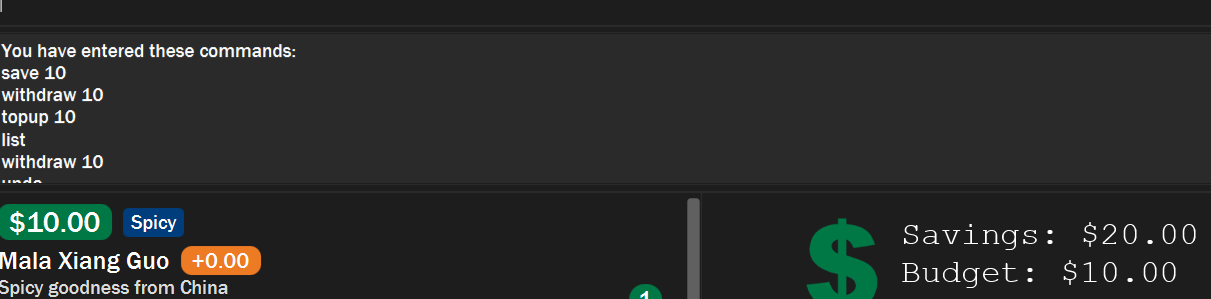 You have entered these commands:
save 10
withdraw 10
topup 10
list
withdraw 10
undo
$10.00 Spicy
Mala Xiang Guo +0.00
Spicy goodness from China
1
$
Savings: $20.00
Budget: $10.00